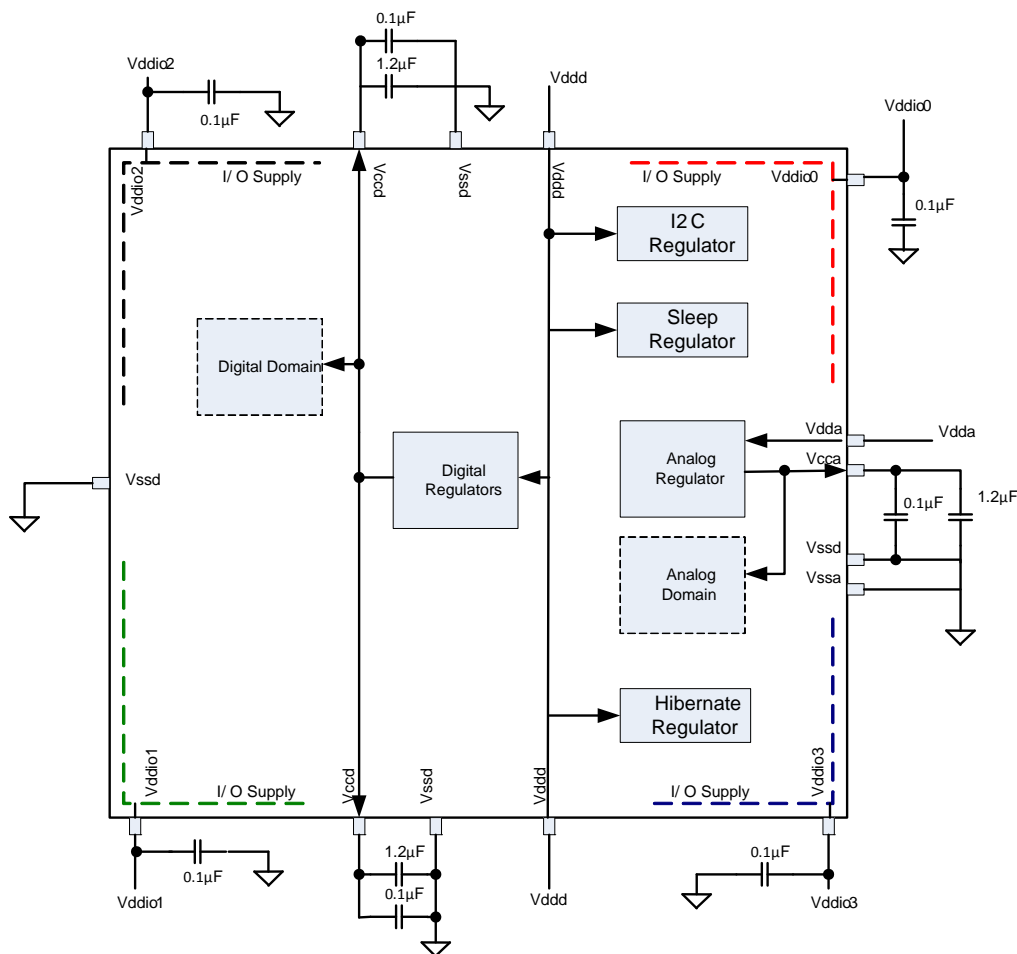 0.1µF
1.2µF
Vddio2
0.1µF
Vddd
Vddio0
0.1µF
Vddio2
I/ O Supply
Vccd
Vssd
Vddd
I/ O Supply
Vddio0
I2C
Regulator
Sleep
Regulator
Digital Domain
Vdda
Vdda
Vcca
Analog
Regulator
Digital
Regulators
Vssd
0.1µF
1.2µF
Vssd
Vssa
Analog
Domain
Hibernate
Regulator
Vddio1
I/ O Supply
Vccd
Vssd
Vddd
I/ O Supply
Vddio3
1.2µF
0.1µF
0.1µF
0.1µF
Vddio1
Vddd
Vddio3